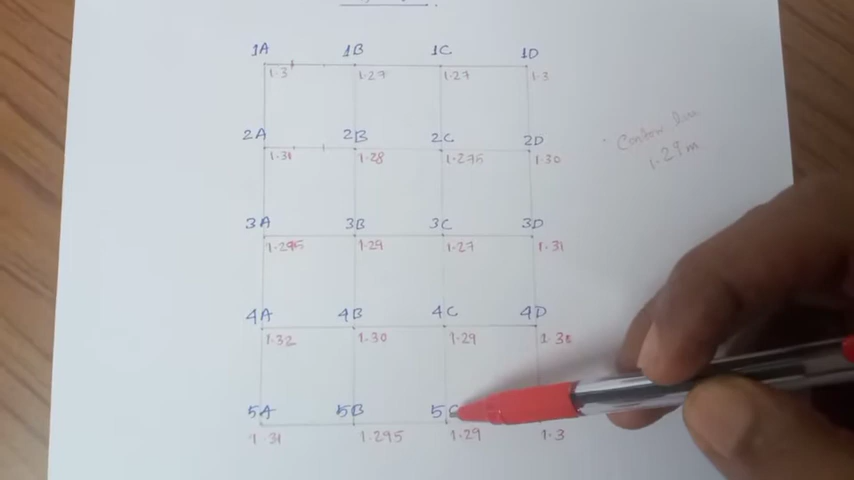 1A 1B 1C 1D
1.3 1.27 1.27 1.3
2A 2B 2C 2D
1.31 1.28 1.275 1.30
Contour line
1.29 m
3A 3B 3C 3D
1.295 1.29 1.27 1.31
4A 4B 4C 4D
1.32 1.30 1.29
5A 5B 5C
1.31 1.295 1.29 1.3